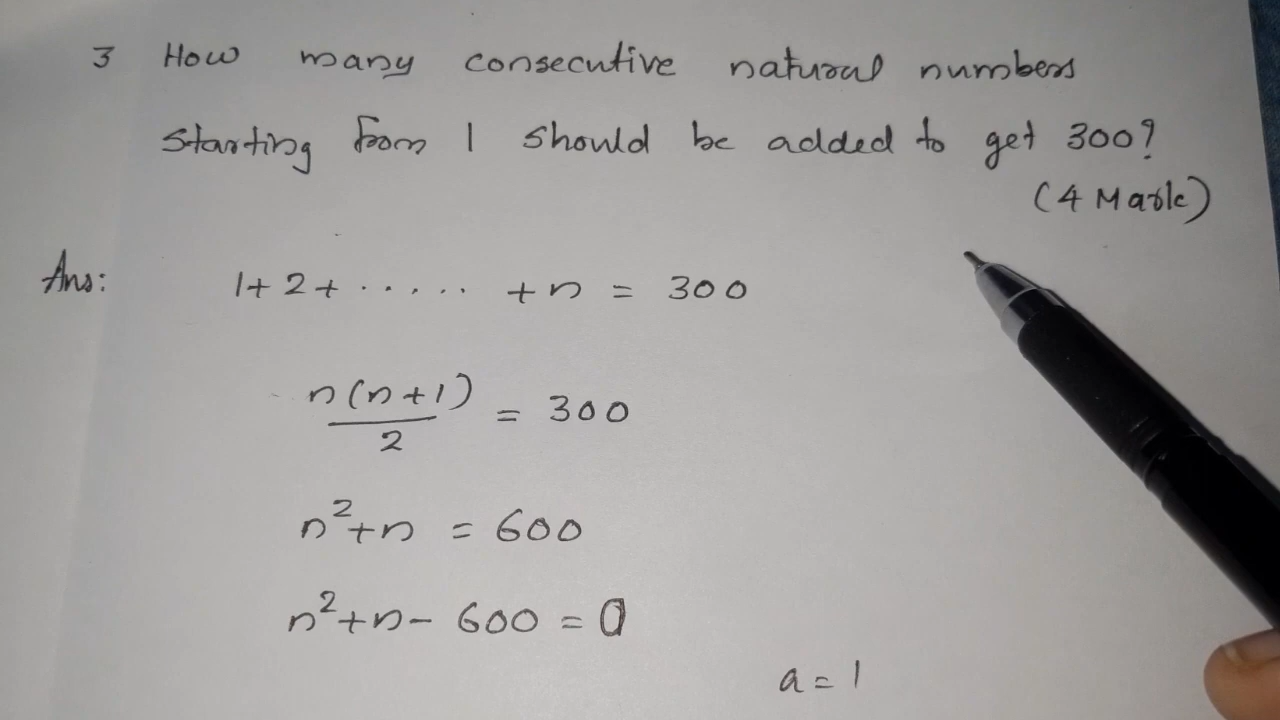 3 How many consecutive natural numbers
starting from 1 should be added to get 300?
(4 Mark)
Ans: 1+2+...... +n = 300
n(n+1)/2 = 300
n²+n = 600
n²+n- 600 = 0
a=1